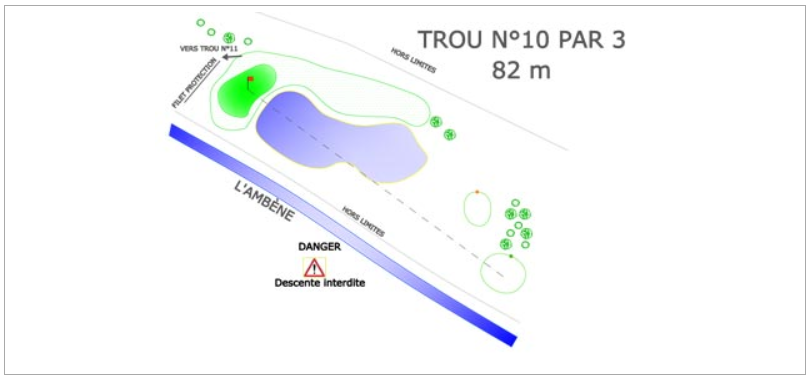 TROU N°10 PAR 3
82 m
HORS LIMITES
VERS TROU N°11
FILET PROTECTION
L'AMBÈNE
HORS LIMITES
DANGER
!
Descente interdite